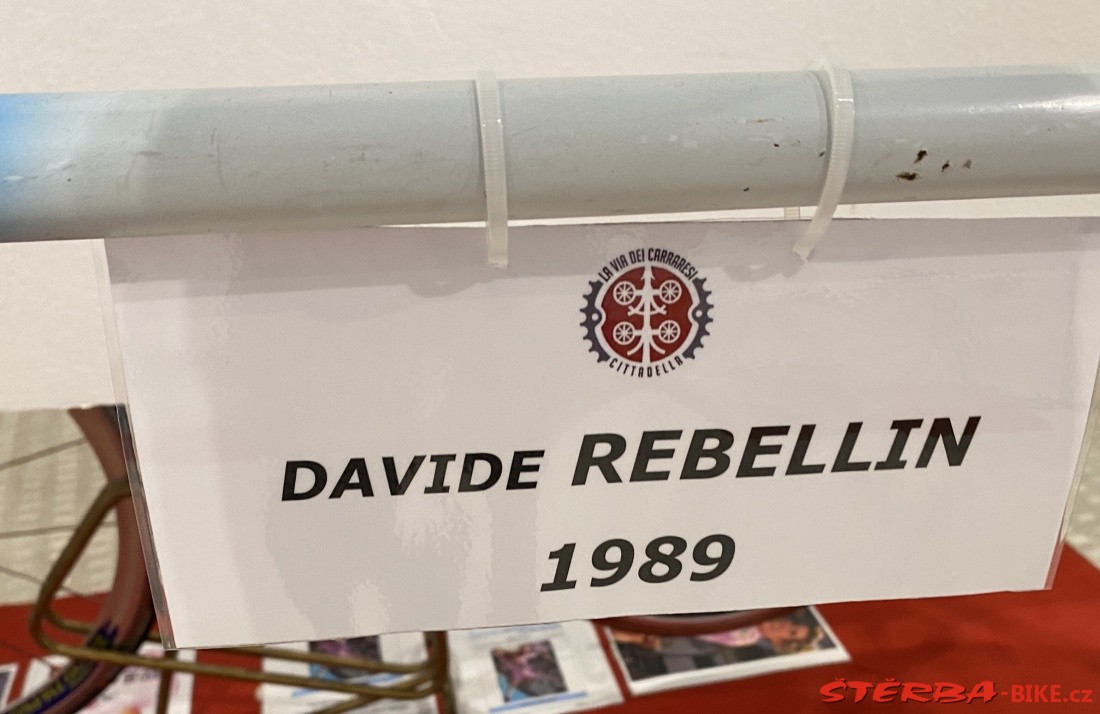 LA VIA DEI CARRARESI
CITTADELLA
DAVIDE REBELLIN
1989
ŠTĚRBA-BIKE.cz